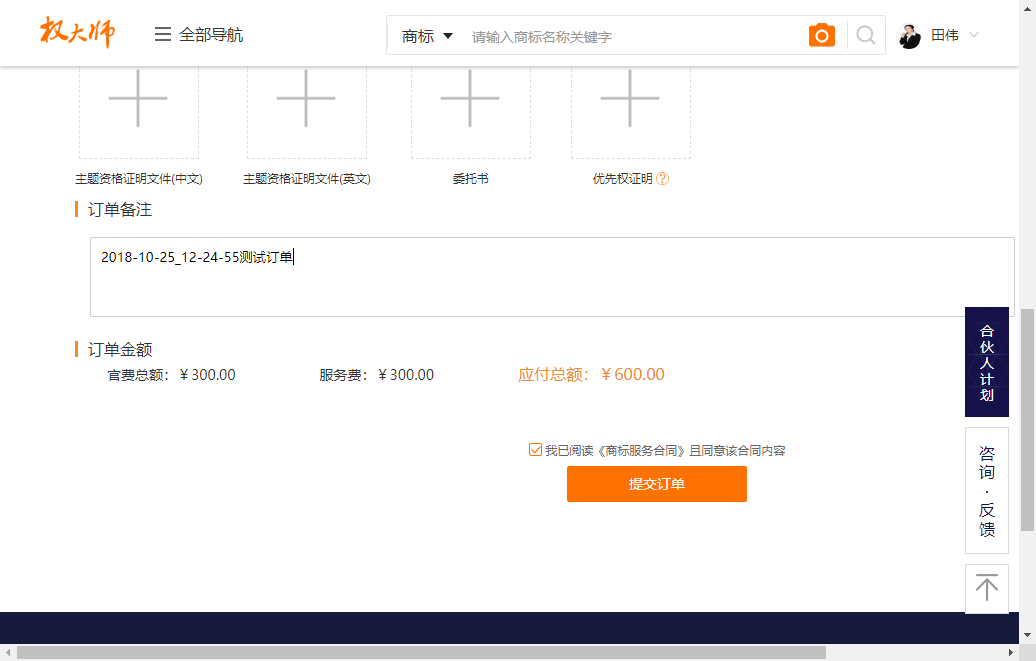 权大师
全部导航
商标
请输入商标名称关键字
田伟
主题资格证明文件(中文)
主题资格证明文件(英文)
委托书
优先权证明?
订单备注
2018-10-25_12-24-55测试订单
订单金额
官费总额：￥300.00
服务费：￥300.00
应付总额：￥600.00
我已阅读《商标服务合同》且同意该合同内容
提交订单
合伙人计划
咨询·反馈